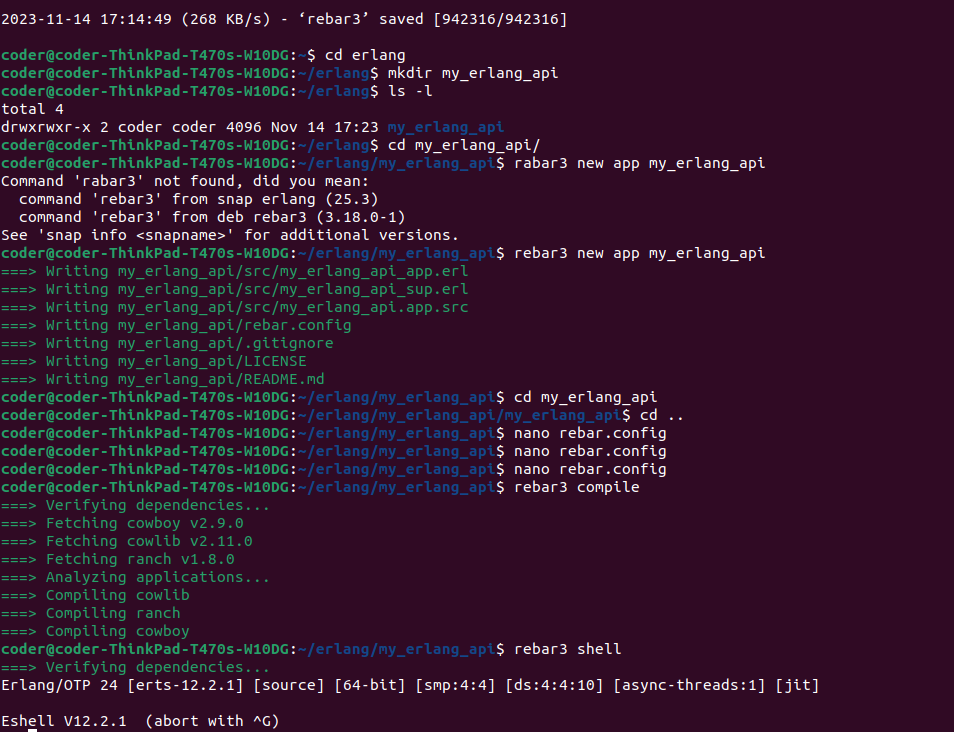 2023-11-14 17:14:49 (268 KB/s) - ‘rebar3’ saved [942316/942316]
coder@coder-ThinkPad-T470s-W10DG:~$ cd erlang
coder@coder-ThinkPad-T470s-W10DG:~/erlang$ mkdir my_erlang_api
coder@coder-ThinkPad-T470s-W10DG:~/erlang$ ls -l
total 4
drwxrwxr-x 2 coder coder 4096 Nov 14 17:23 my_erlang_api
coder@coder-ThinkPad-T470s-W10DG:~/erlang$ cd my_erlang_api/
coder@coder-ThinkPad-T470s-W10DG:~/erlang/my_erlang_api$ rabar3 new app my_erlang_api
Command 'rabar3' not found, did you mean:
  command 'rebar3' from snap erlang (25.3)
  command 'rebar3' from deb rebar3 (3.18.0-1)
See 'snap info <snapname>' for additional versions.
coder@coder-ThinkPad-T470s-W10DG:~/erlang/my_erlang_api$ rebar3 new app my_erlang_api
===> Writing my_erlang_api/src/my_erlang_api_app.erl
===> Writing my_erlang_api/src/my_erlang_api_sup.erl
===> Writing my_erlang_api/src/my_erlang_api.app.src
===> Writing my_erlang_api/rebar.config
===> Writing my_erlang_api/.gitignore
===> Writing my_erlang_api/LICENSE
===> Writing my_erlang_api/README.md
coder@coder-ThinkPad-T470s-W10DG:~/erlang/my_erlang_api$ cd my_erlang_api
coder@coder-ThinkPad-T470s-W10DG:~/erlang/my_erlang_api/my_erlang_api$ cd ..
coder@coder-ThinkPad-T470s-W10DG:~/erlang/my_erlang_api$ nano rebar.config
coder@coder-ThinkPad-T470s-W10DG:~/erlang/my_erlang_api$ nano rebar.config
coder@coder-ThinkPad-T470s-W10DG:~/erlang/my_erlang_api$ nano rebar.config
coder@coder-ThinkPad-T470s-W10DG:~/erlang/my_erlang_api$ rebar3 compile
===> Verifying dependencies...
===> Fetching cowboy v2.9.0
===> Fetching cowlib v2.11.0
===> Fetching ranch v1.8.0
===> Analyzing applications...
===> Compiling cowlib
===> Compiling ranch
===> Compiling cowboy
coder@coder-ThinkPad-T470s-W10DG:~/erlang/my_erlang_api$ rebar3 shell
===> Verifying dependencies...
Erlang/OTP 24 [erts-12.2.1] [source] [64-bit] [smp:4:4] [ds:4:4:10] [async-threads:1] [jit]
Eshell V12.2.1  (abort with ^G)